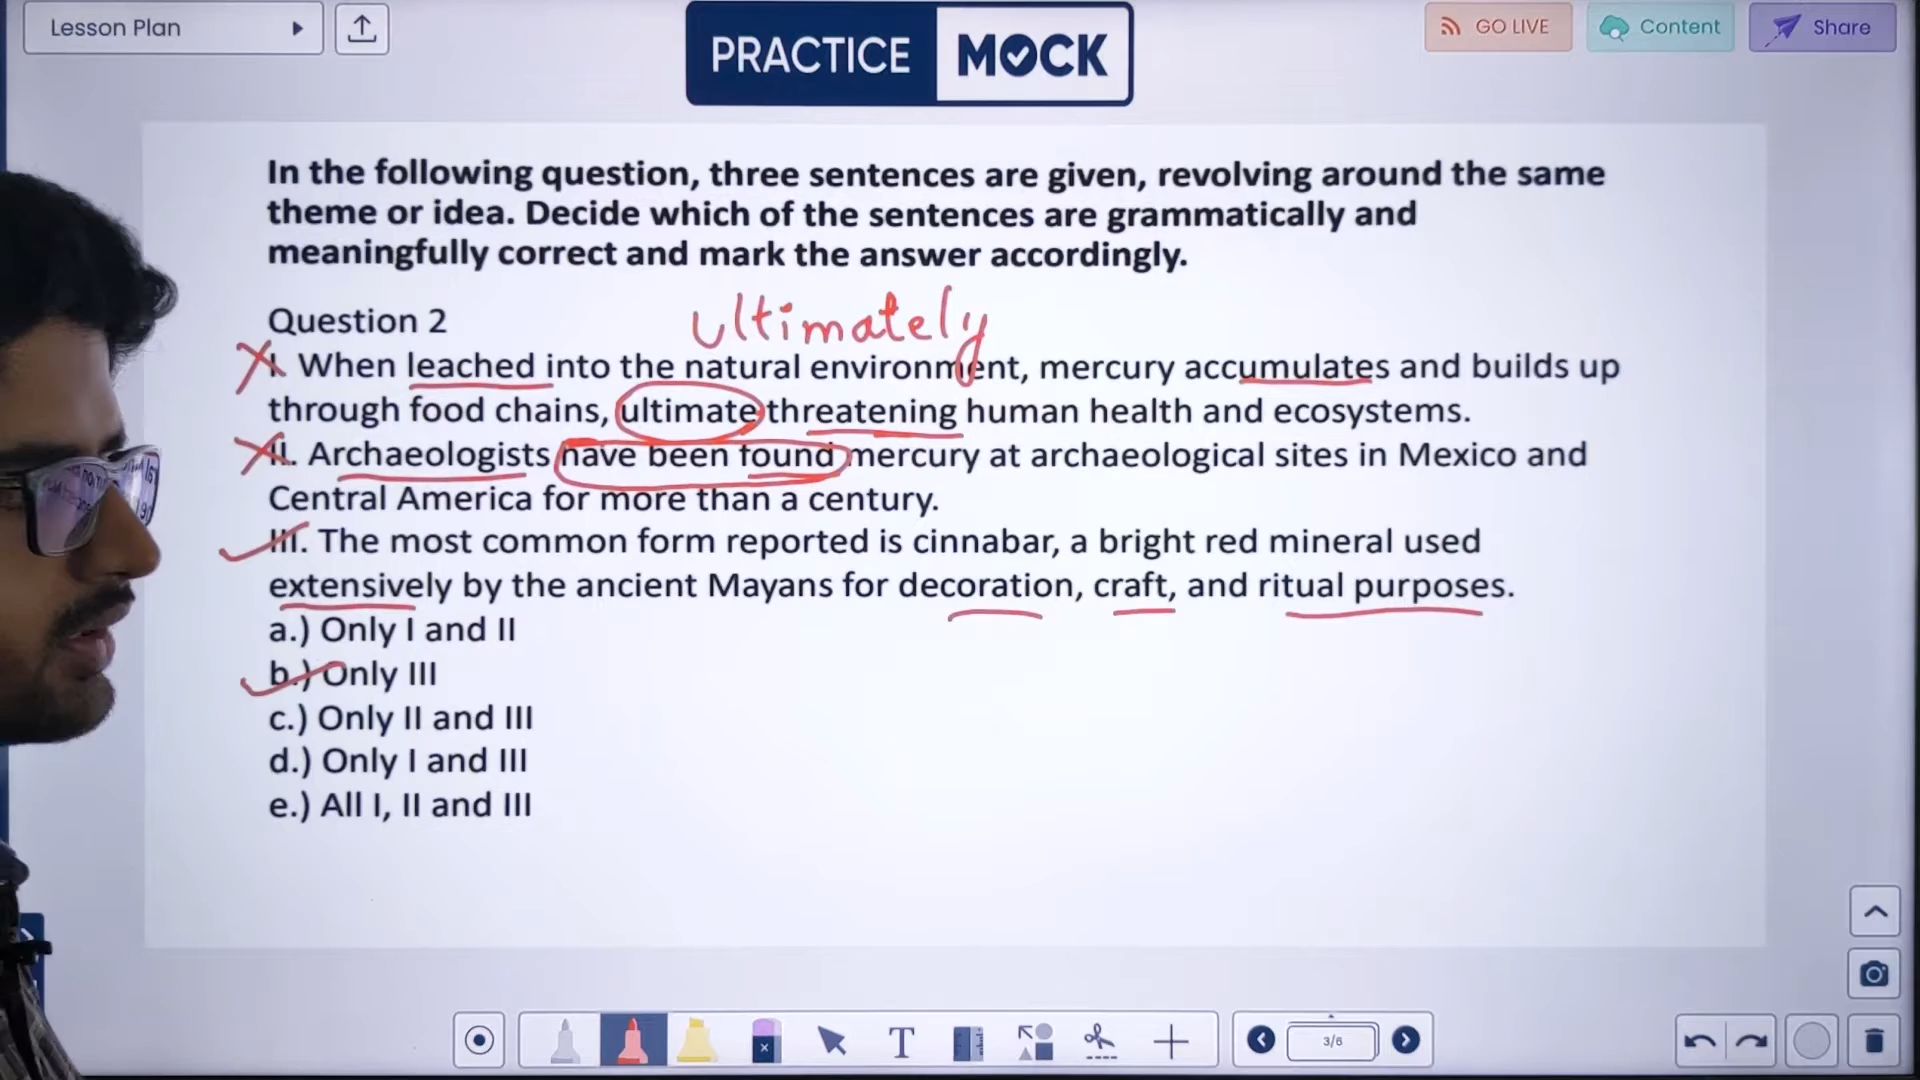 Lesson Plan
PRACTICE MOCK
GO LIVE
Content
Share
In the following question, three sentences are given, revolving around the same
theme or idea. Decide which of the sentences are grammatically and
meaningfully correct and mark the answer accordingly.
Question 2
ultimately
I. When leached into the natural environment, mercury accumulates and builds up
through food chains, ultimate threatening human health and ecosystems.
II. Archaeologists have been found mercury at archaeological sites in Mexico and
Central America for more than a century.
III. The most common form reported is cinnabar, a bright red mineral used
extensively by the ancient Mayans for decoration, craft, and ritual purposes.
a.) Only I and II
b.) Only III
c.) Only II and III
d.) Only I and III
e.) All I, II and III
T
3/6